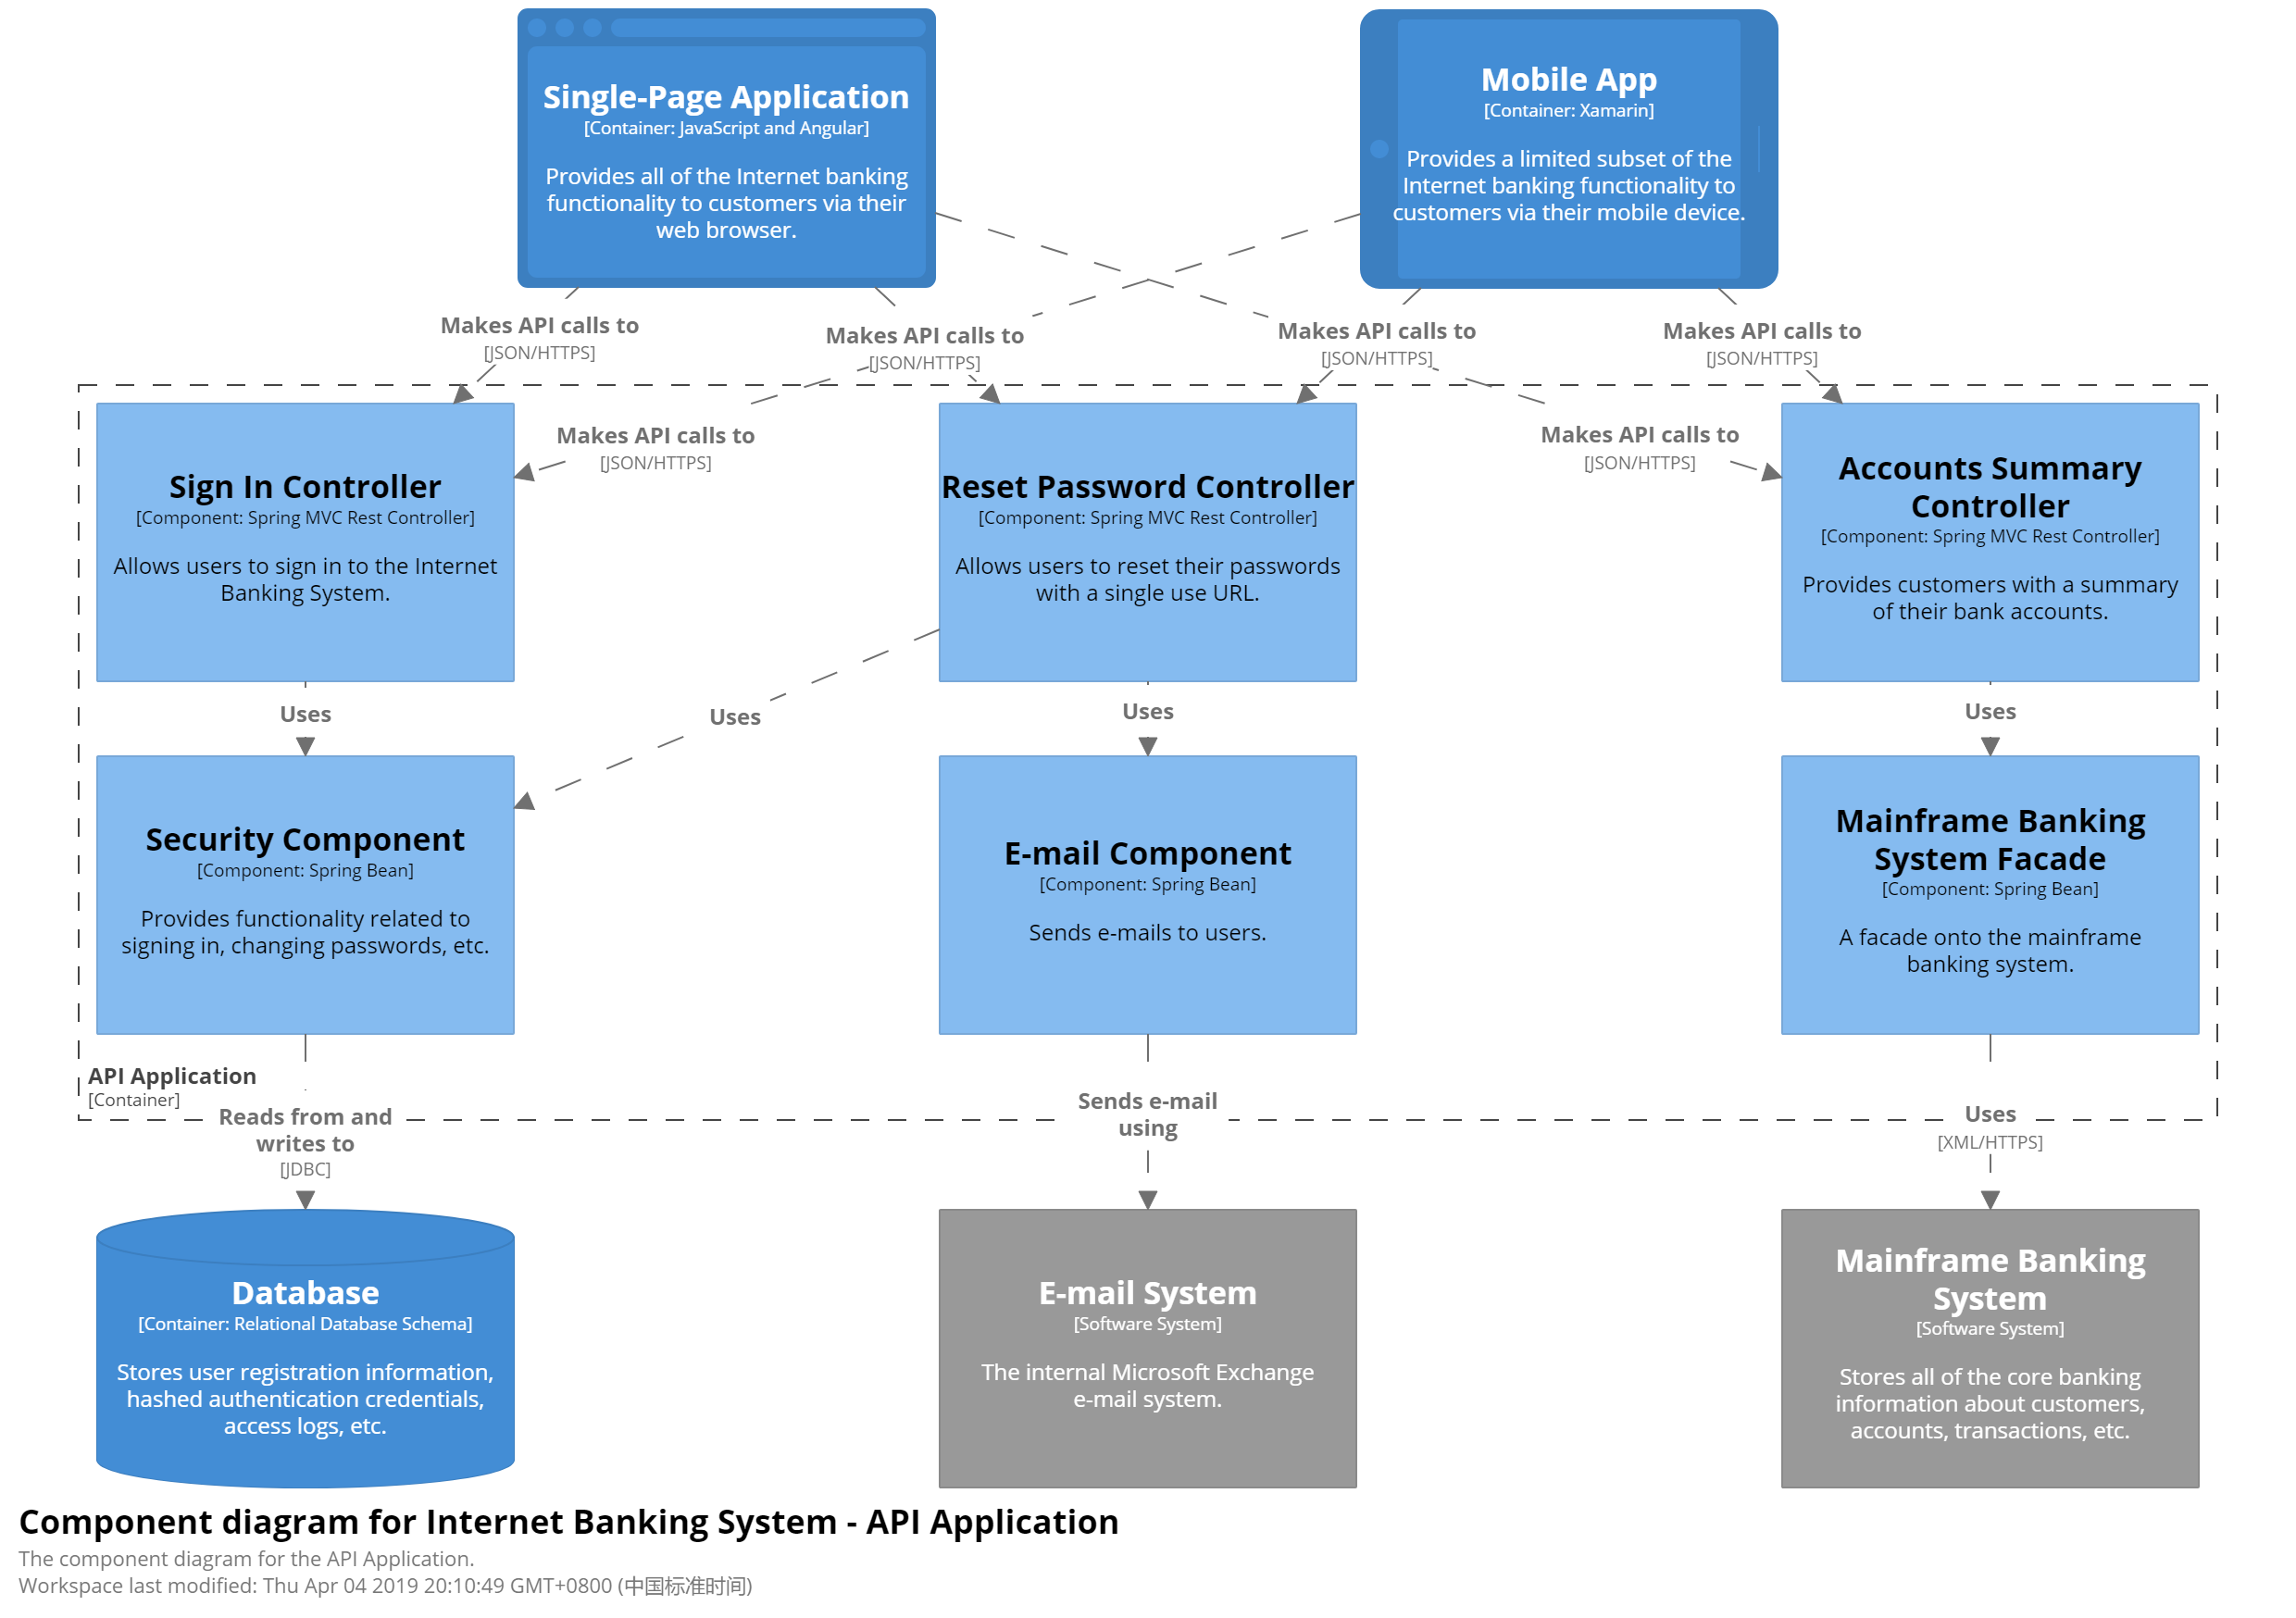 Single-Page Application
[Container: JavaScript and Angular]
Provides all of the Internet banking
functionality to customers via their
web browser.
Mobile App
[Container: Xamarin]
Provides a limited subset of the
Internet banking functionality to
customers via their mobile device.
Makes API calls to
[JSON/HTTPS]
Makes API calls to
[JSON/HTTPS]
Makes API calls to
[JSON/HTTPS]
Makes API calls to
[JSON/HTTPS]
Makes API calls to
[JSON/HTTPS]
Makes API calls to
[JSON/HTTPS]
Sign In Controller
[Component: Spring MVC Rest Controller]
Allows users to sign in to the Internet
Banking System.
Reset Password Controller
[Component: Spring MVC Rest Controller]
Allows users to reset their passwords
with a single use URL.
Accounts Summary
Controller
[Component: Spring MVC Rest Controller]
Provides customers with a summary
of their bank accounts.
Uses
Uses
Uses
Uses
Security Component
[Component: Spring Bean]
Provides functionality related to
signing in, changing passwords, etc.
E-mail Component
[Component: Spring Bean]
Sends e-mails to users.
Mainframe Banking
System Facade
[Component: Spring Bean]
A facade onto the mainframe
banking system.
API Application
[Container]
Reads from and
writes to
[JDBC]
Sends e-mail
using
Uses
[XML/HTTPS]
Database
[Container: Relational Database Schema]
Stores user registration information,
hashed authentication credentials,
access logs, etc.
E-mail System
[Software System]
The internal Microsoft Exchange
e-mail system.
Mainframe Banking
System
[Software System]
Stores all of the core banking
information about customers,
accounts, transactions, etc.
Component diagram for Internet Banking System - API Application
The component diagram for the API Application.
Workspace last modified: Thu Apr 04 2019 20:10:49 GMT+0800 (中国标准时间)